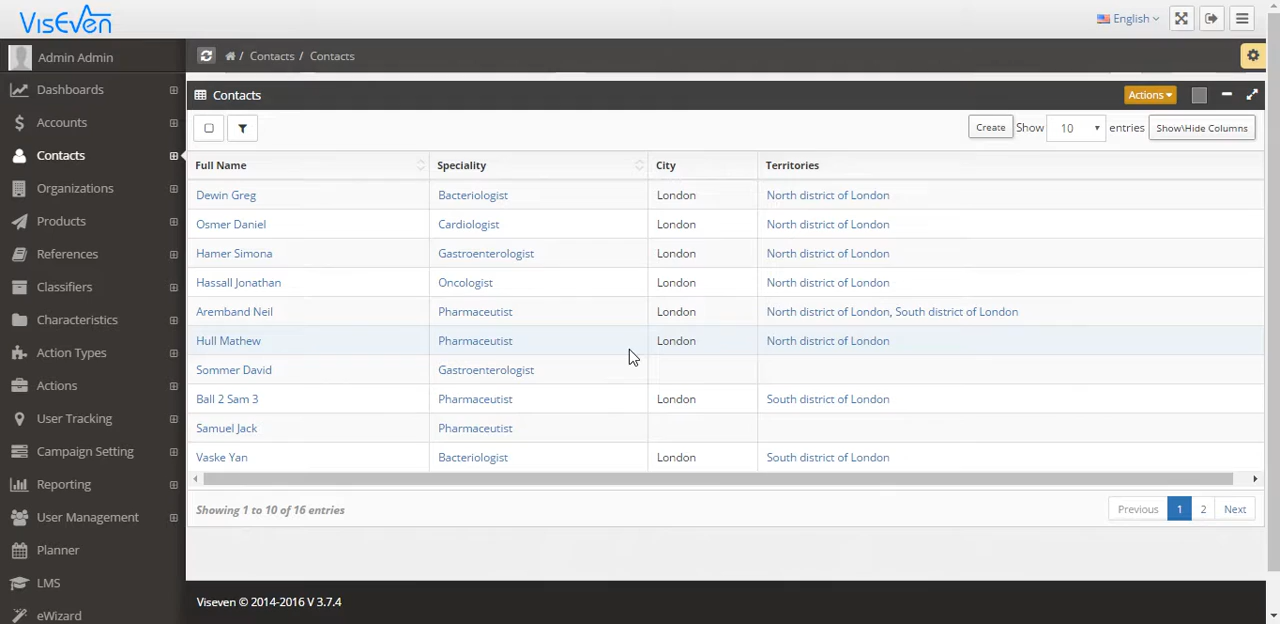 VisEven
English
Admin Admin
/ Contacts / Contacts
Dashboards
Accounts
Contacts
Organizations
Products
References
Classifiers
Characteristics
Action Types
Actions
User Tracking
Campaign Setting
Reporting
User Management
Planner
LMS
eWizard
Contacts
Actions
Create Show 10 entries Show\Hide Columns
Full Name Speciality City Territories
Dewin Greg Bacteriologist London North district of London
Osmer Daniel Cardiologist London North district of London
Hamer Simona Gastroenterologist London North district of London
Hassall Jonathan Oncologist London North district of London
Aremband Neil Pharmaceutist London North district of London, South district of London
Hull Mathew Pharmaceutist London North district of London
Sommer David Gastroenterologist
Ball 2 Sam 3 Pharmaceutist London South district of London
Samuel Jack Pharmaceutist
Vaske Yan Bacteriologist London South district of London
Showing 1 to 10 of 16 entries
Previous 1 2 Next
Viseven © 2014-2016 V 3.7.4